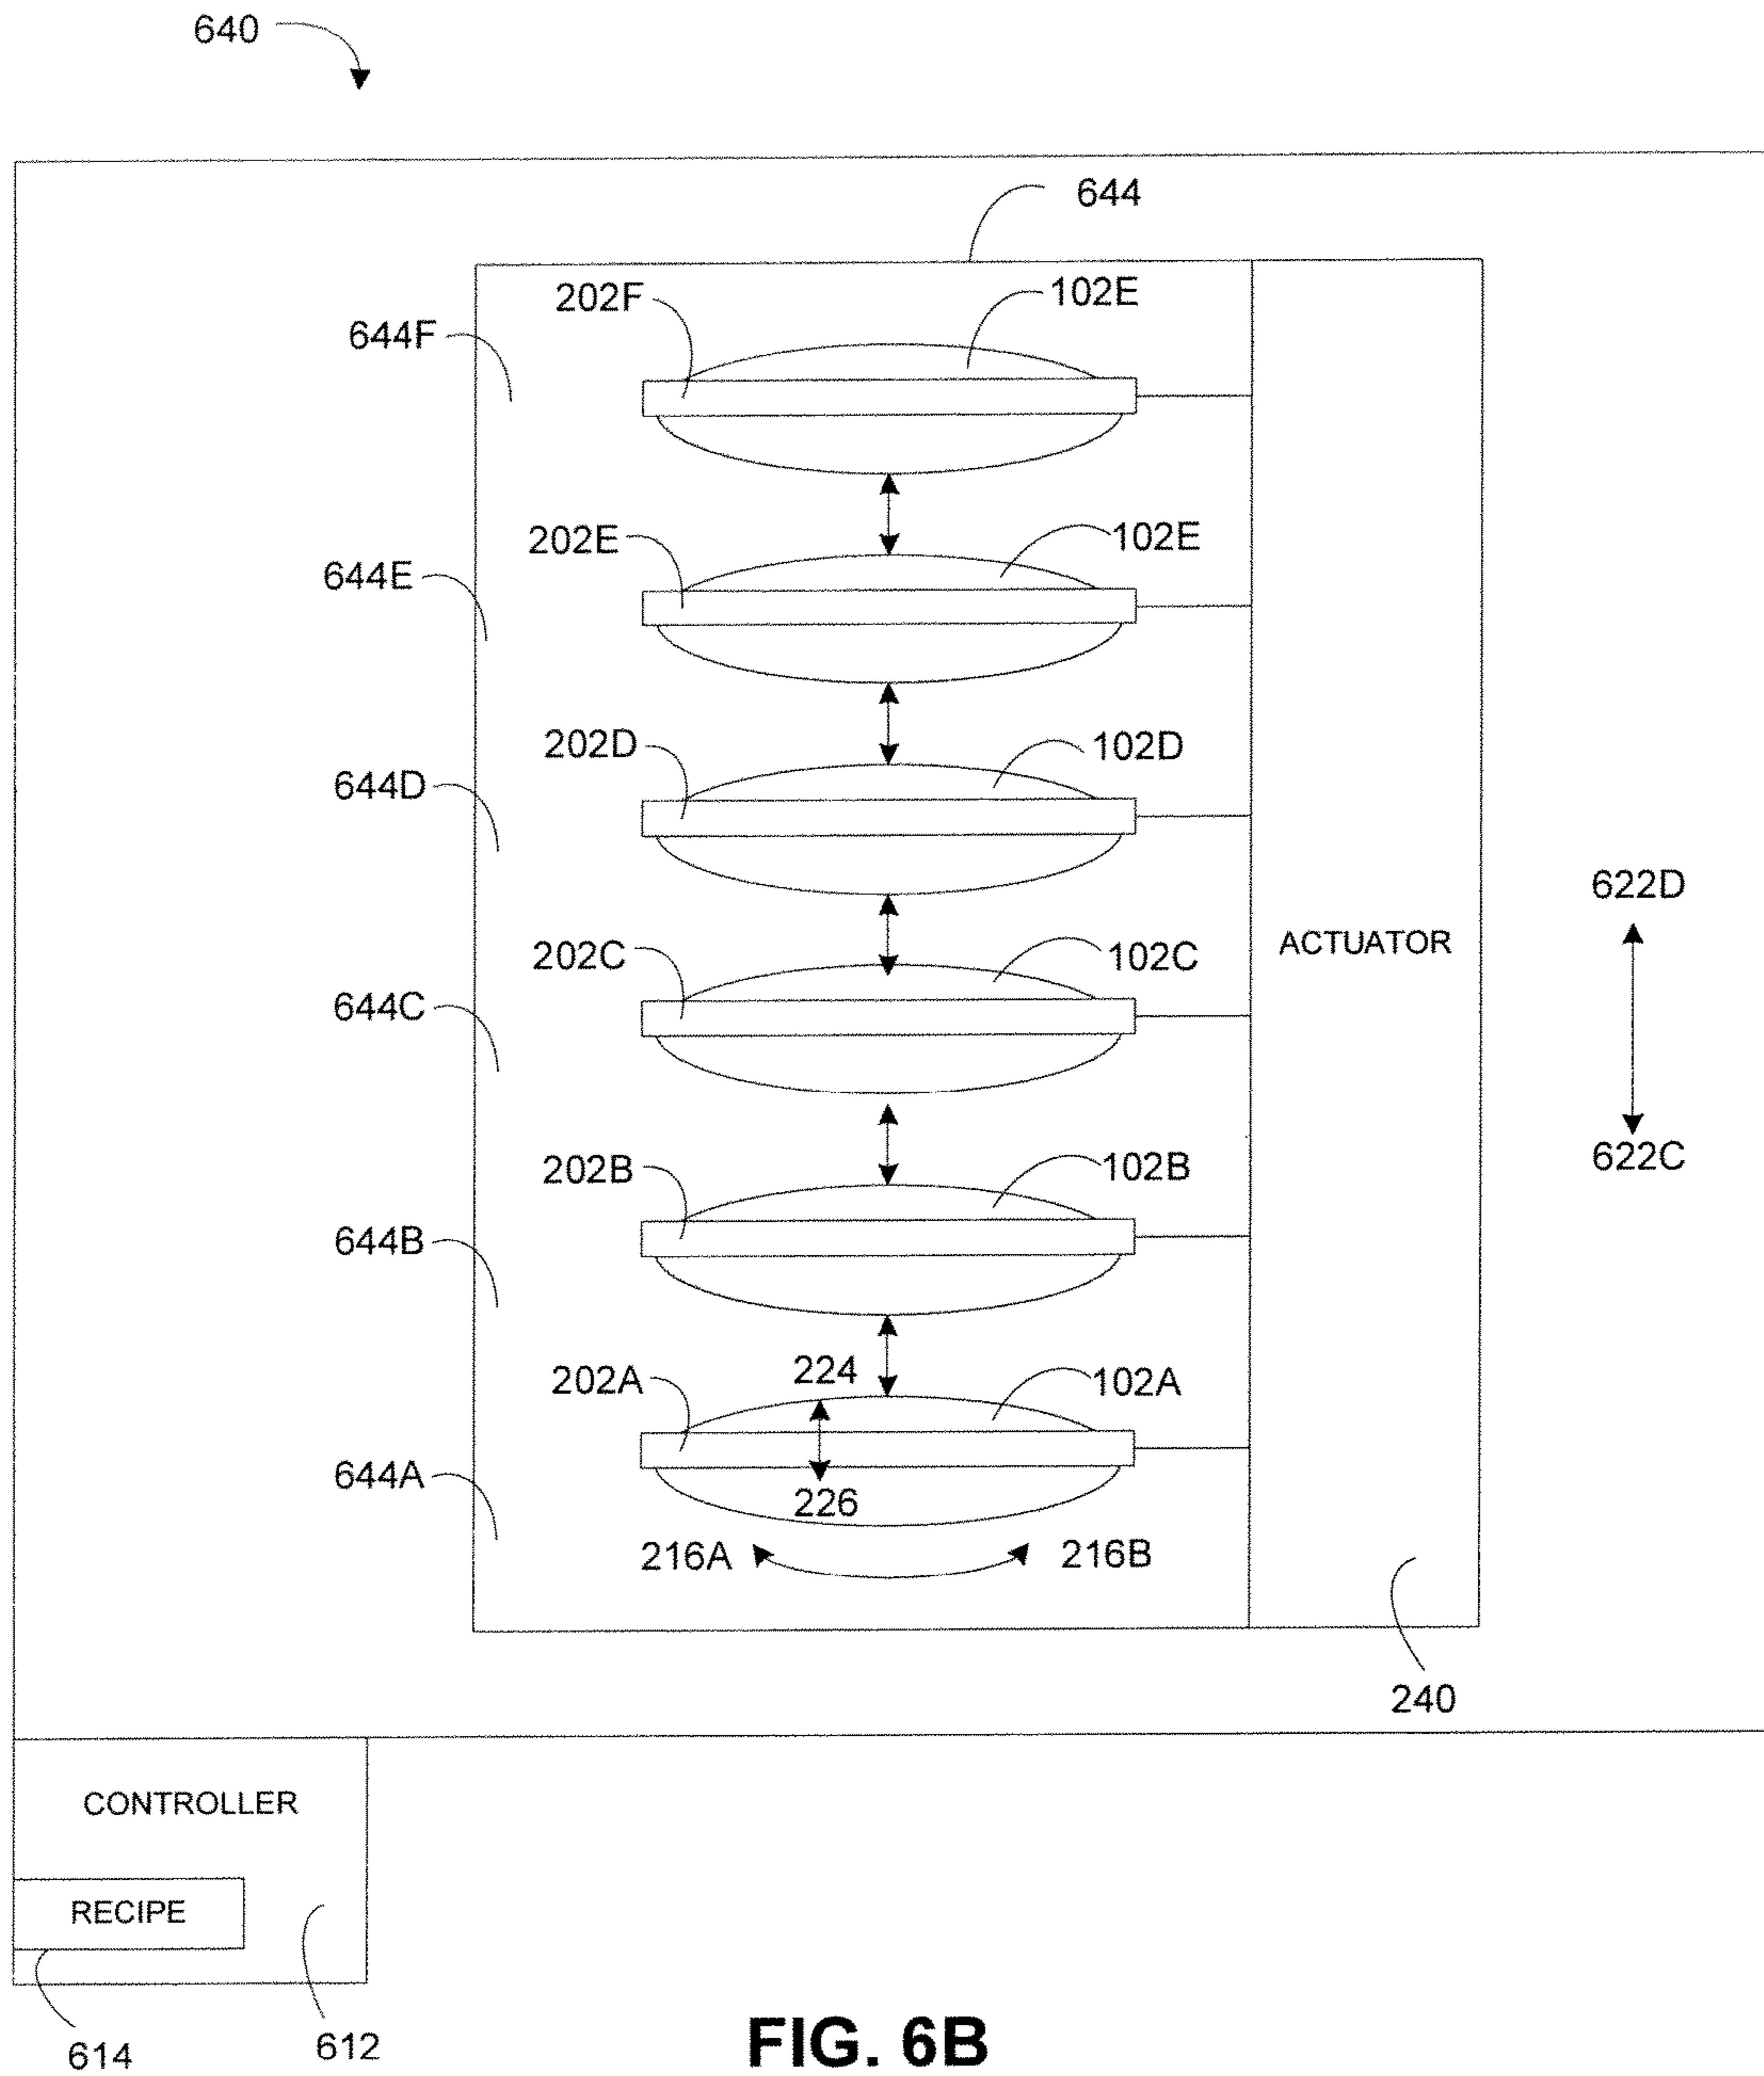 640
644
202F
102E
644F
202E
102E
644E
202D
102D
644D
622D
ACTUATOR
202C
102C
644C
622C
202B
102B
644B
224
202A
102A
644A
226
216A
216B
240
CONTROLLER
RECIPE
614
612
FIG. 6B